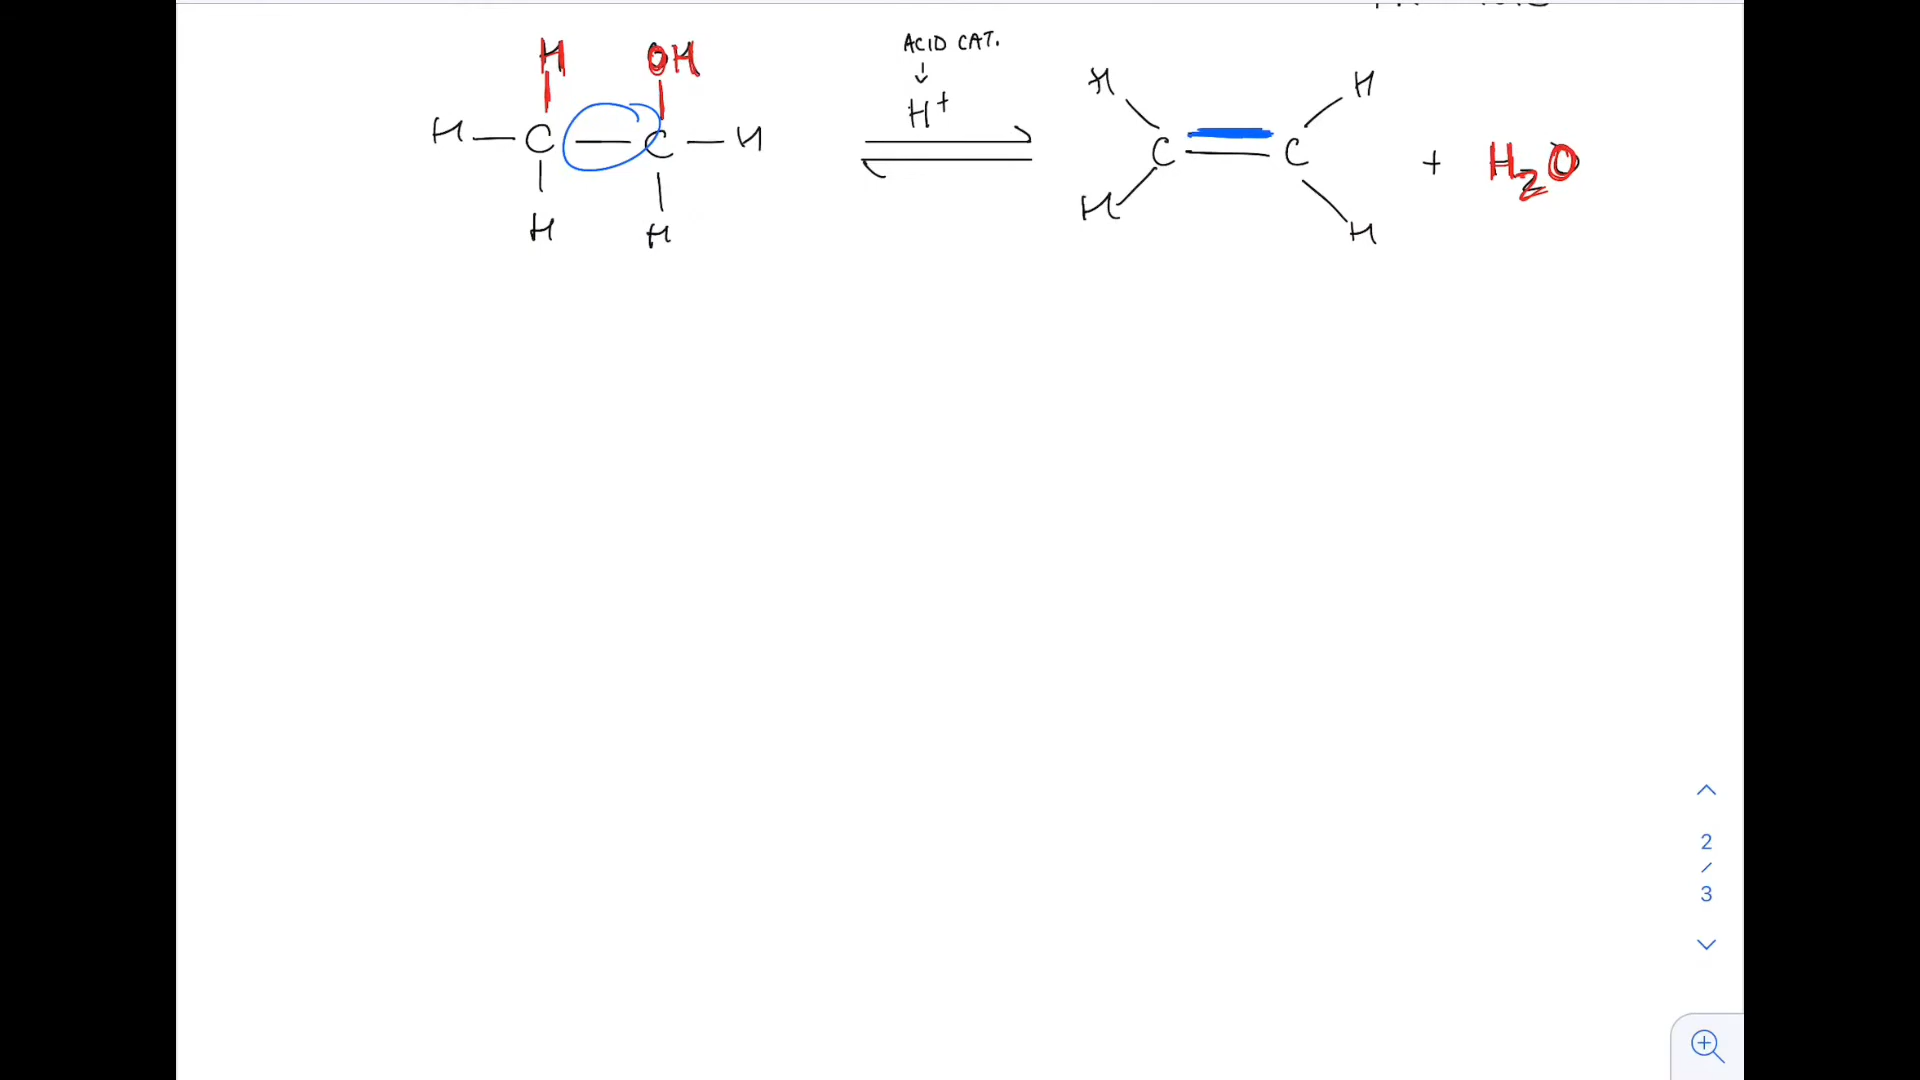 H OH
ACID CAT.
H+
H — C — C — H
H H
H H
C = C
H H
+ H2O
2
/
3